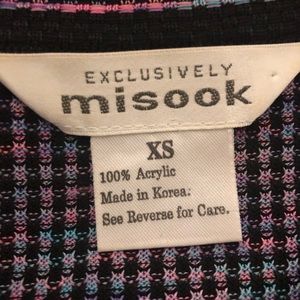 EXCLUSIVELY
misook
XS
100% Acrylic
Made in Korea.
See Reverse for Care.